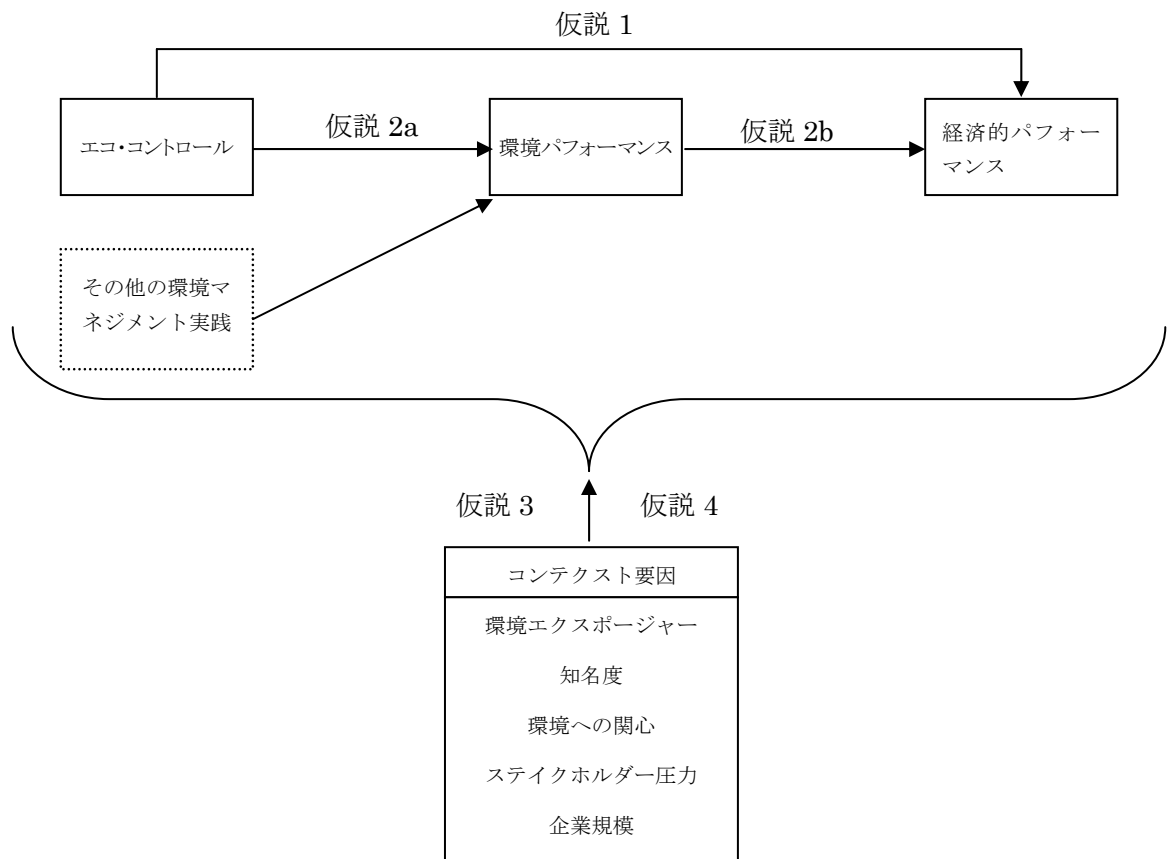 仮説 1
エコ・コントロール
仮説 2a
環境パフォーマンス
仮説 2b
経済的パフォー
マンス
その他の環境マ
ネジメント実践
仮説 3
仮説 4
コンテクスト要因
環境エクスポージャー
知名度
環境への関心
ステイクホルダー圧力
企業規模